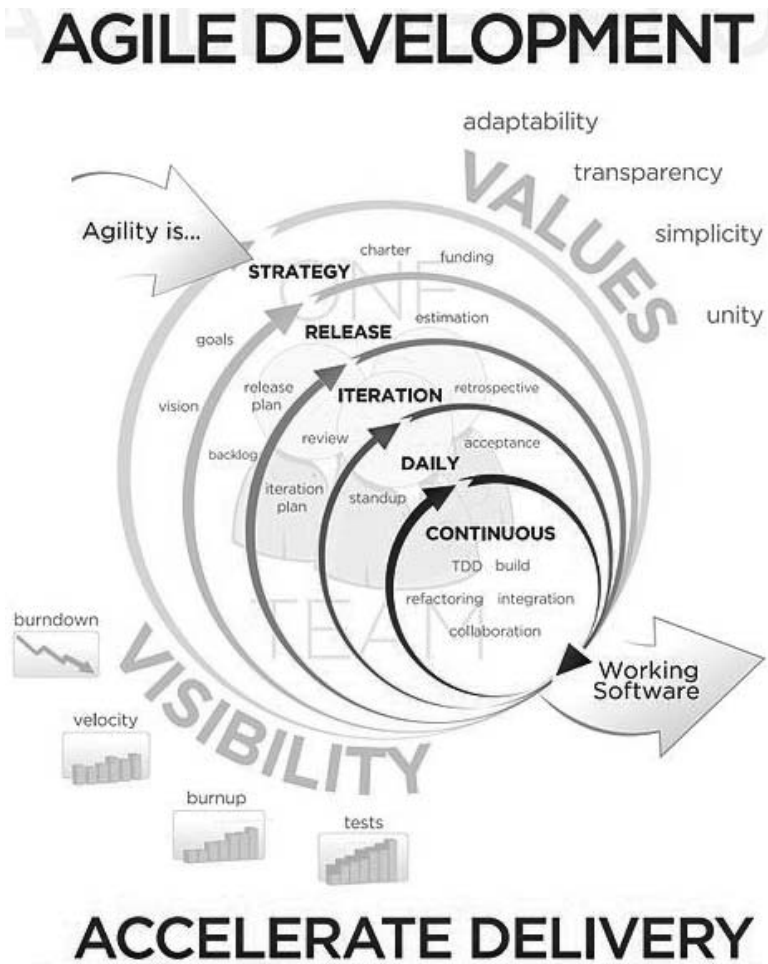 AGILE DEVELOPMENT
adaptability
transparency
simplicity
unity
VALUES
Agility is...
STRATEGY
charter
funding
goals
vision
RELEASE
estimation
release
plan
backlog
ITERATION
retrospective
review
iteration
plan
DAILY
acceptance
standup
CONTINUOUS
TDD
build
refactoring
integration
collaboration
ONE
TEAM
Working
Software
VISIBILITY
burndown
velocity
burnup
tests
ACCELERATE DELIVERY